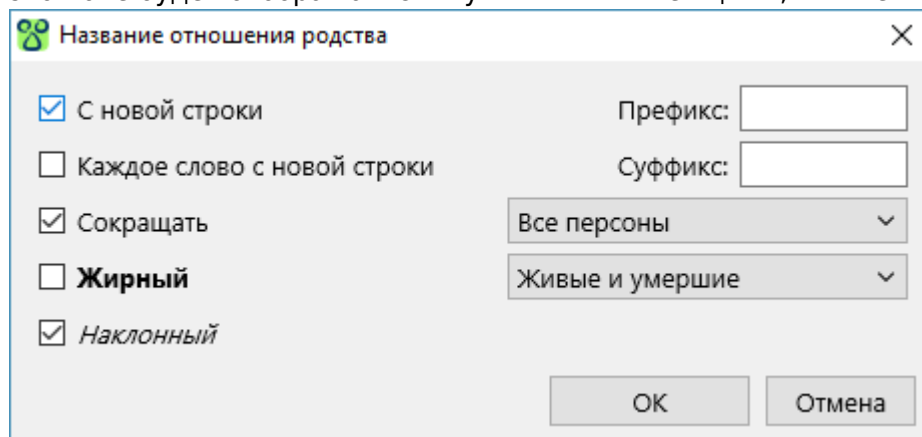 Название отношения родства
С новой строки Префикс:
Каждое слово с новой строки Суффикс:
Сокращать Все персоны
Жирный Живые и умершие
Наклонный
OK Отмена